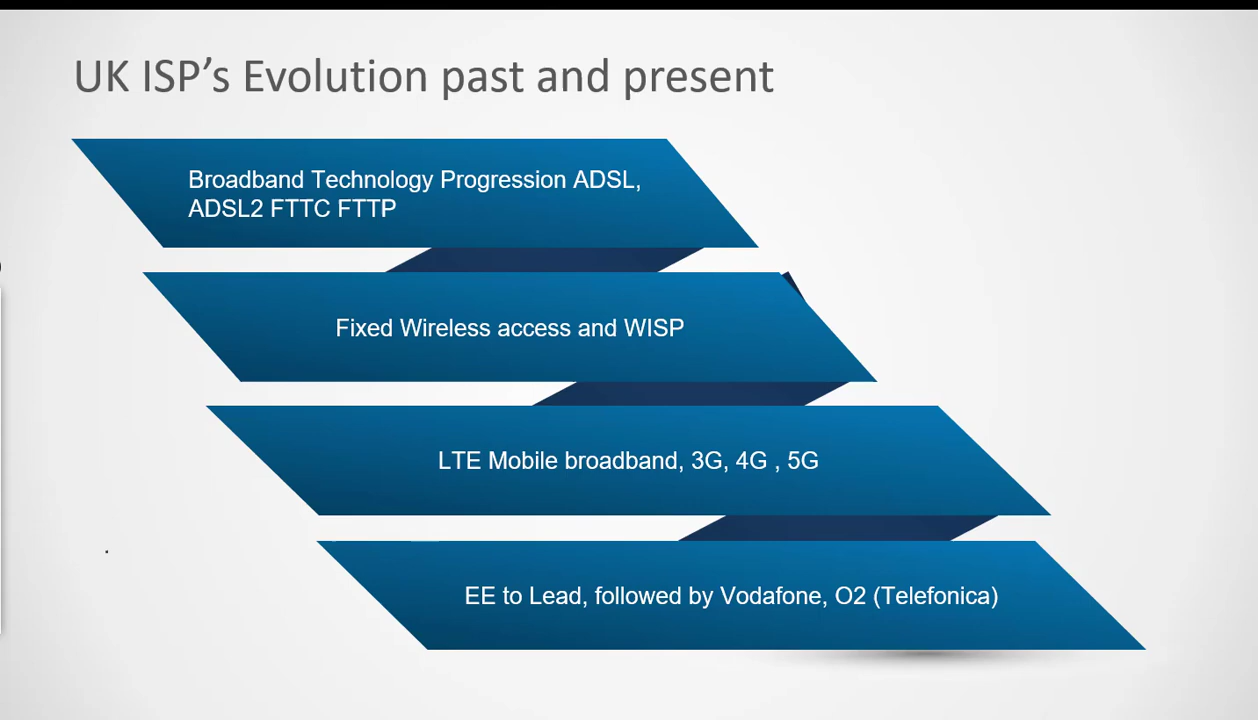 UK ISP’s Evolution past and present
Broadband Technology Progression ADSL,
ADSL2 FTTC FTTP
Fixed Wireless access and WISP
LTE Mobile broadband, 3G, 4G , 5G
EE to Lead, followed by Vodafone, O2 (Telefonica)